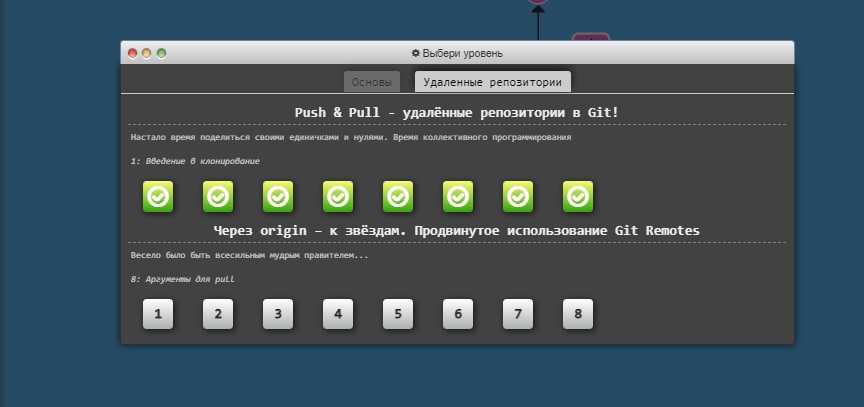 Выбери уровень
Основы
Удаленные репозитории
Push & Pull - удалённые репозитории в Git!
Настало время поделиться своими единичками и нулями. Время коллективного программирования
1: Введение в клонирование
Через origin – к звёздам. Продвинутое использование Git Remotes
Весело было быть всесильным мудрым правителем...
8: Аргументы для pull
1 2 3 4 5 6 7 8